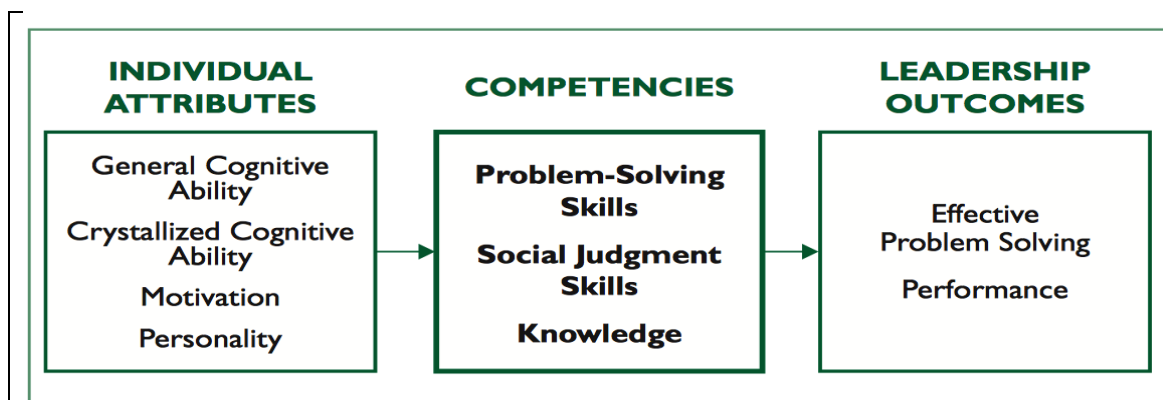 INDIVIDUAL
ATTRIBUTES
General Cognitive
Ability
Crystallized Cognitive
Ability
Motivation
Personality
COMPETENCIES
Problem-Solving
Skills
Social Judgment
Skills
Knowledge
LEADERSHIP
OUTCOMES
Effective
Problem Solving
Performance